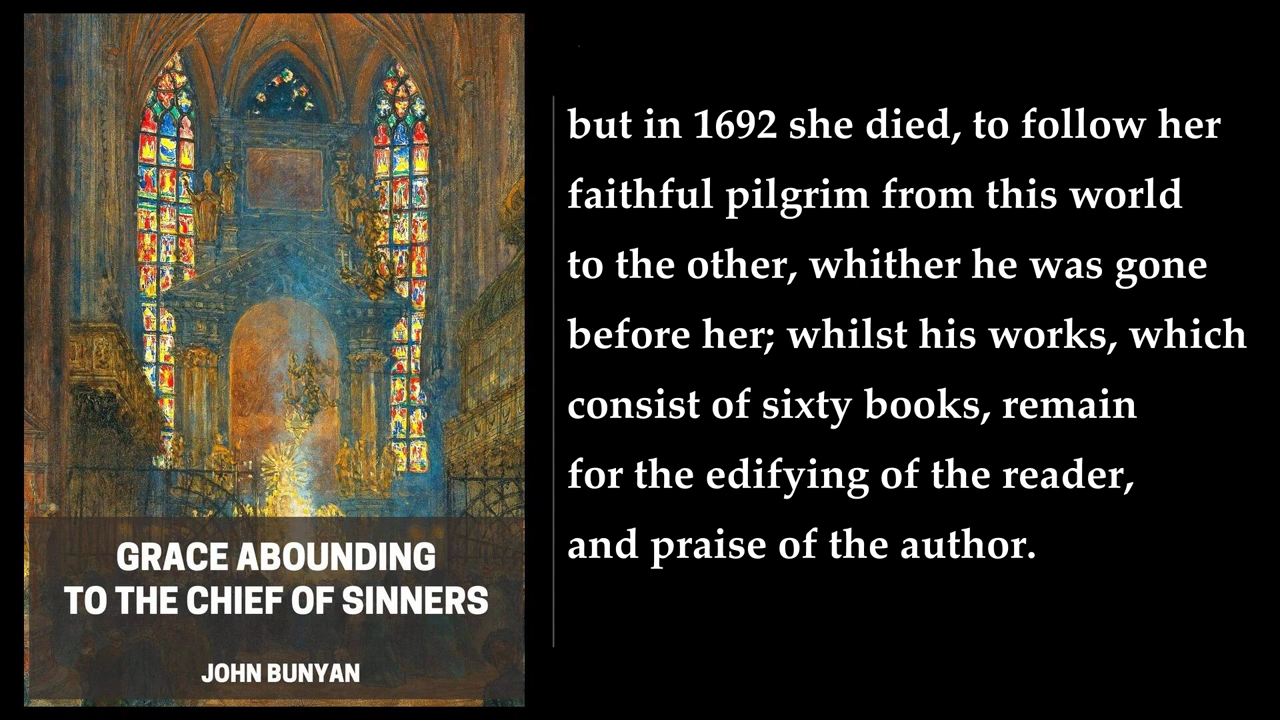 GRACE ABOUNDING
TO THE CHIEF OF SINNERS
JOHN BUNYAN
but in 1692 she died, to follow her
faithful pilgrim from this world
to the other, whither he was gone
before her; whilst his works, which
consist of sixty books, remain
for the edifying of the reader,
and praise of the author.